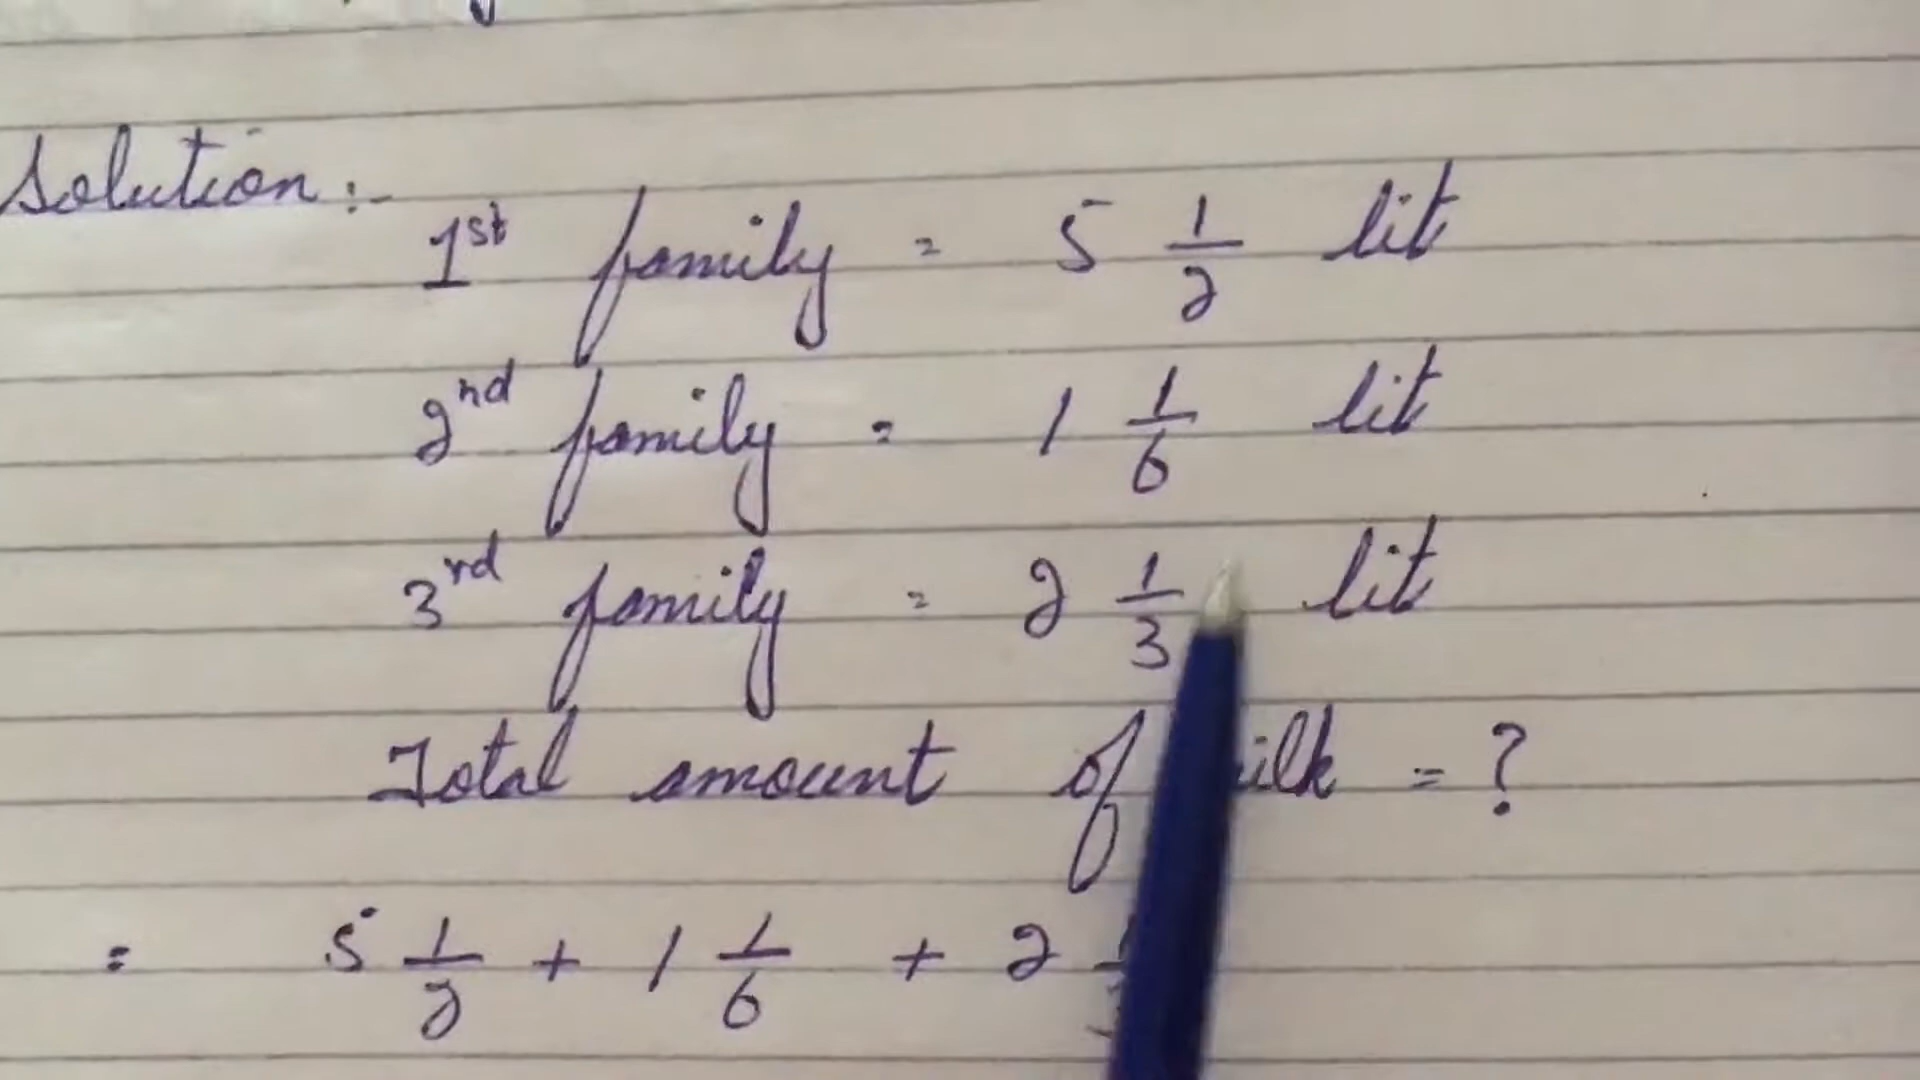 Solution :-
1st family = 5 1/2 lit
2nd family = 1 1/6 lit
3rd family = 2 1/3 lit
Total amount of = ?
= 5 1/2 + 1 1/6 + 2